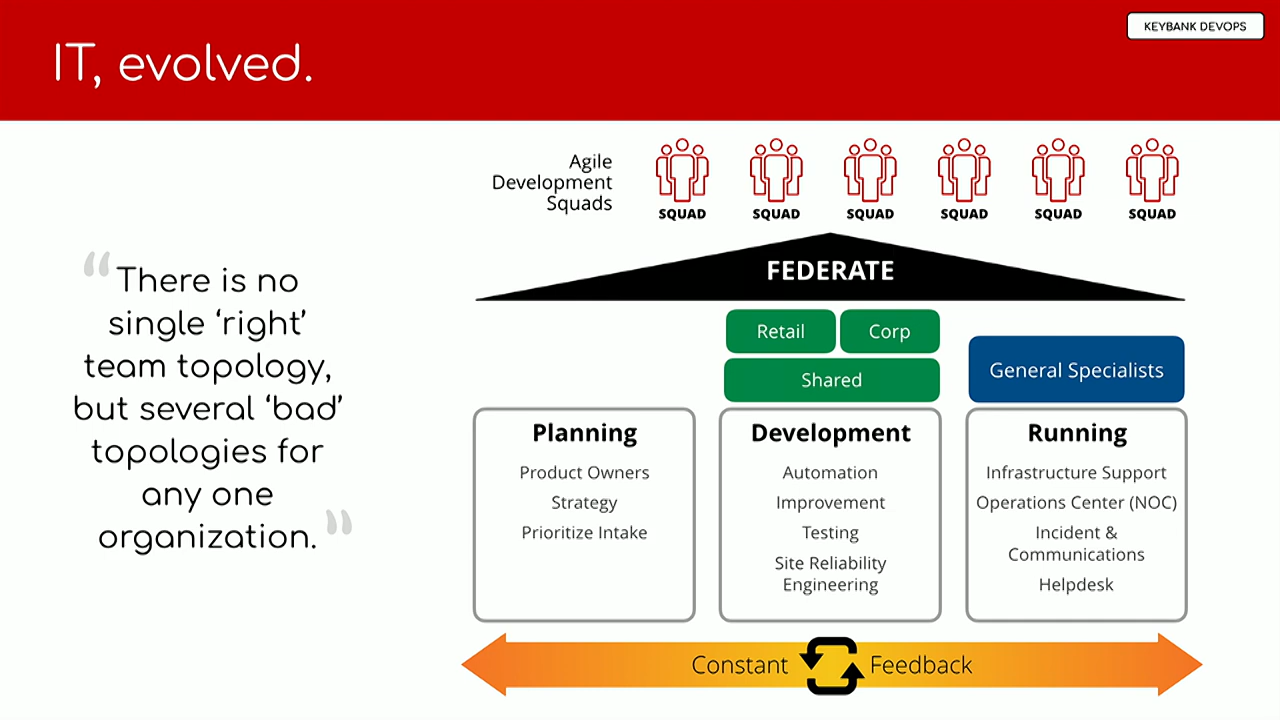 KEYBANK DEVOPS
IT, evolved.
“There is no
single ‘right’
team topology,
but several ‘bad’
topologies for
any one
organization.”
Agile
Development
Squads
SQUAD SQUAD SQUAD SQUAD SQUAD SQUAD
FEDERATE
Retail Corp
Shared
General Specialists
Planning
Product Owners
Strategy
Prioritize Intake
Development
Automation
Improvement
Testing
Site Reliability
Engineering
Running
Infrastructure Support
Operations Center (NOC)
Incident &
Communications
Helpdesk
Constant Feedback